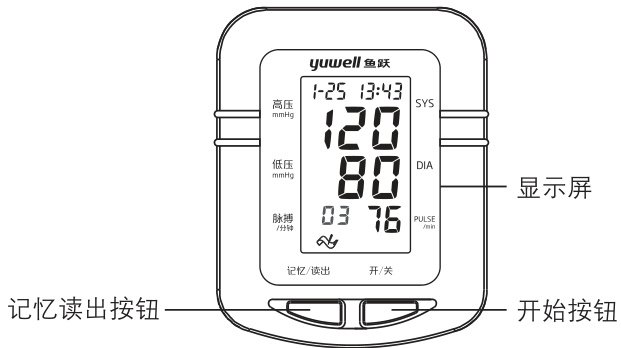 yuwell 鱼跃
1-25 13:43
高压 SYS
mmHg
120
低压 DIA
mmHg
80
显示屏
脉搏 03 76 PULSE
/分钟 /min
记忆/读出 开/关
记忆读出按钮 开始按钮